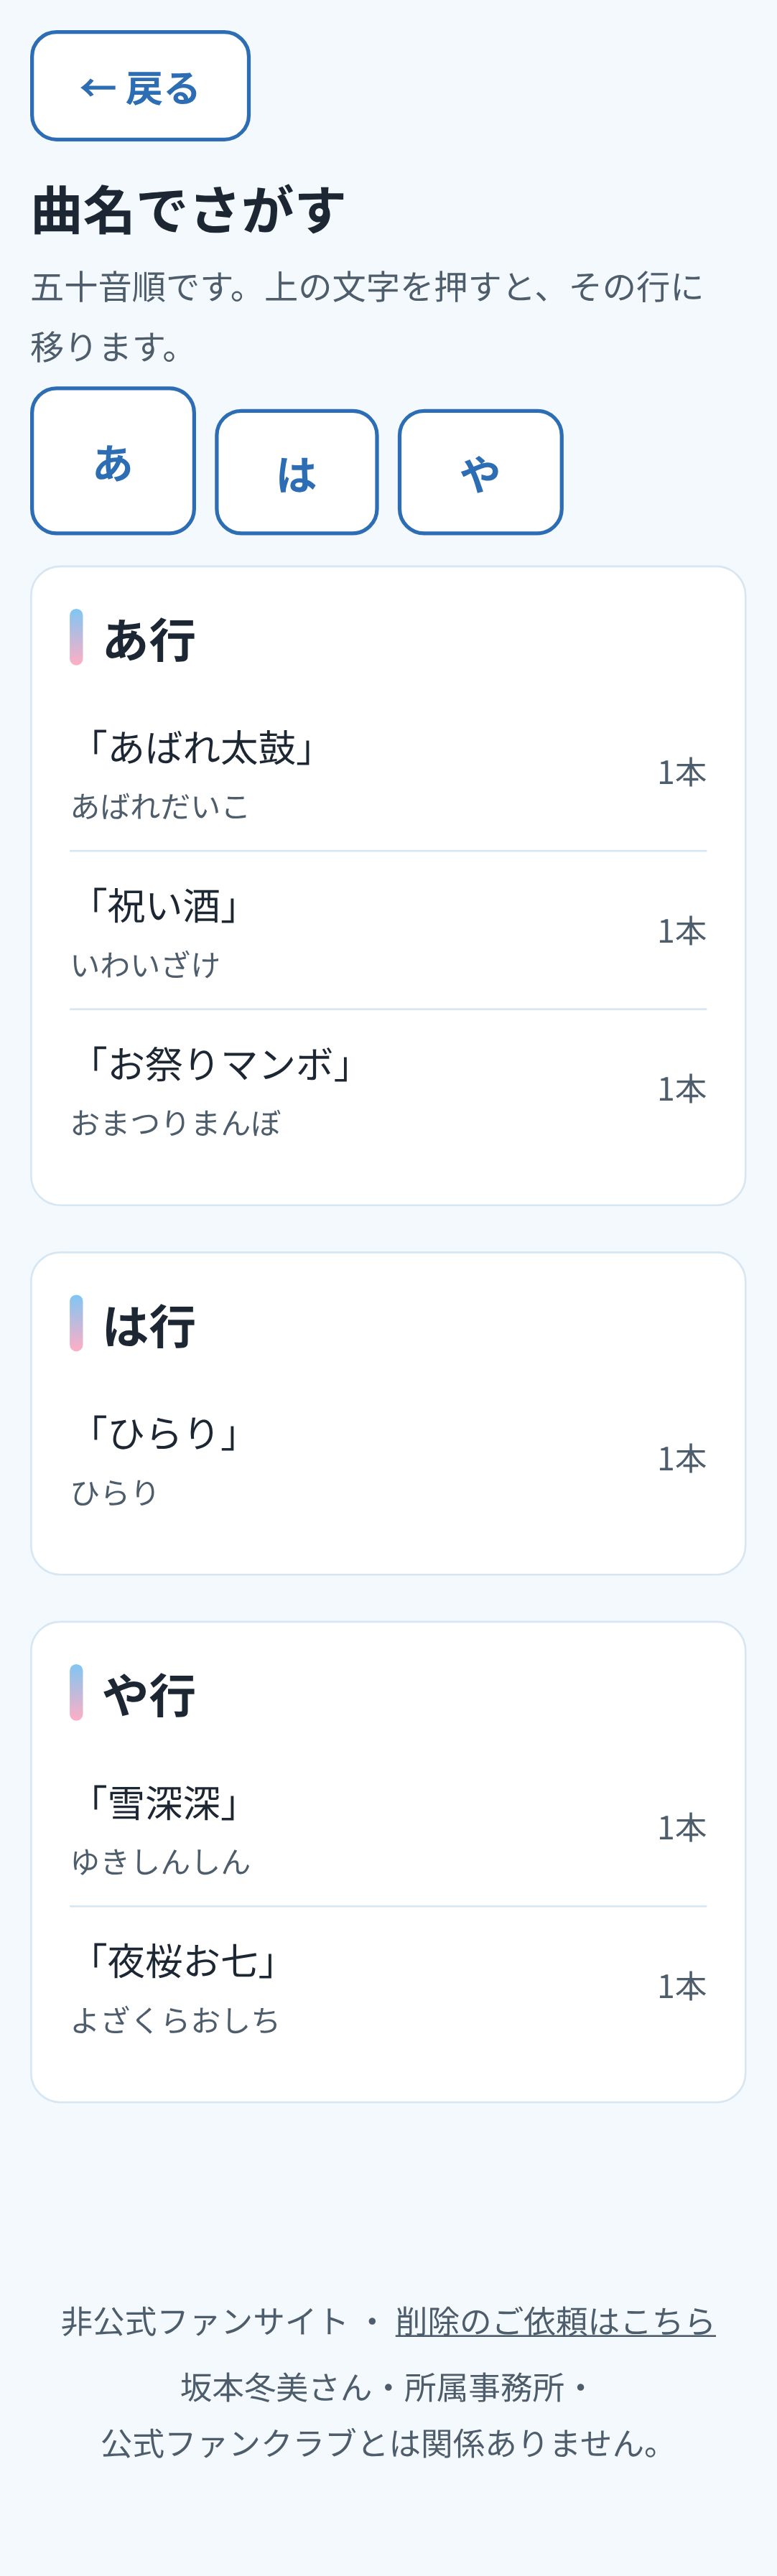 ← 戻る
曲名でさがす
五十音順です。上の文字を押すと、その行に
移ります。
あ
は
や
あ行
「あばれ太鼓」
あばれだいこ
1本
「祝い酒」
いわいざけ
1本
「お祭りマンボ」
おまつりまんぼ
1本
は行
「ひらり」
ひらり
1本
や行
「雪深深」
ゆきしんしん
1本
「夜桜お七」
よざくらおしち
1本
非公式ファンサイト ・ 削除のご依頼はこちら
坂本冬美さん・所属事務所・
公式ファンクラブとは関係ありません。